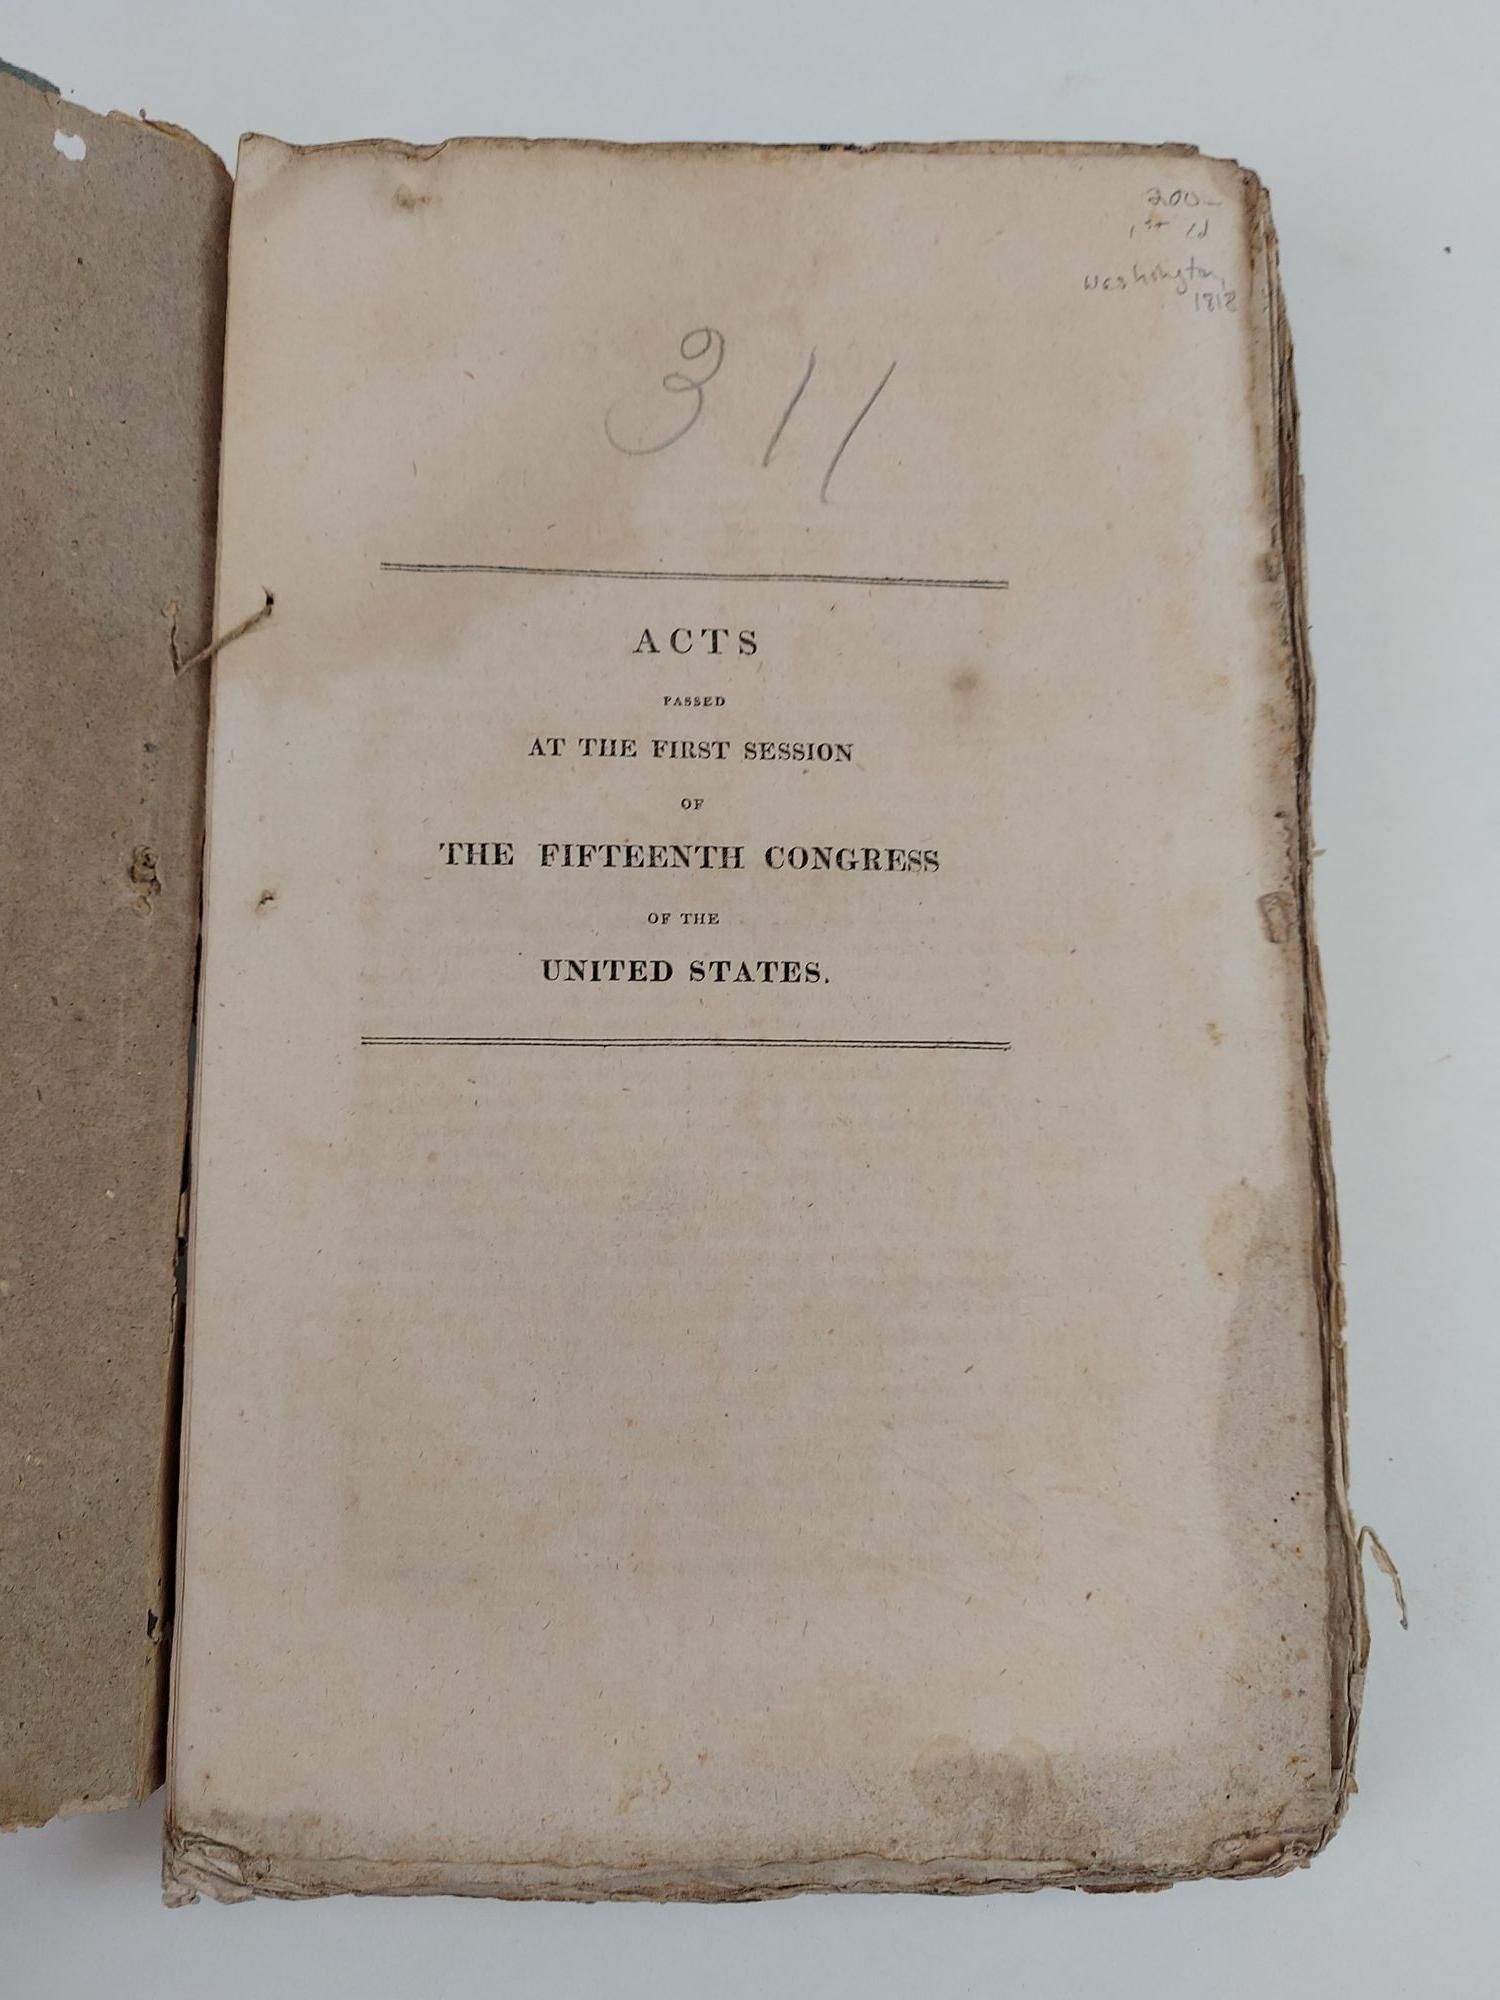 200-
1st Ed
Washington,
1818
311
ACTS
PASSED
AT THE FIRST SESSION
OF
THE FIFTEENTH CONGRESS
OF THE
UNITED STATES.